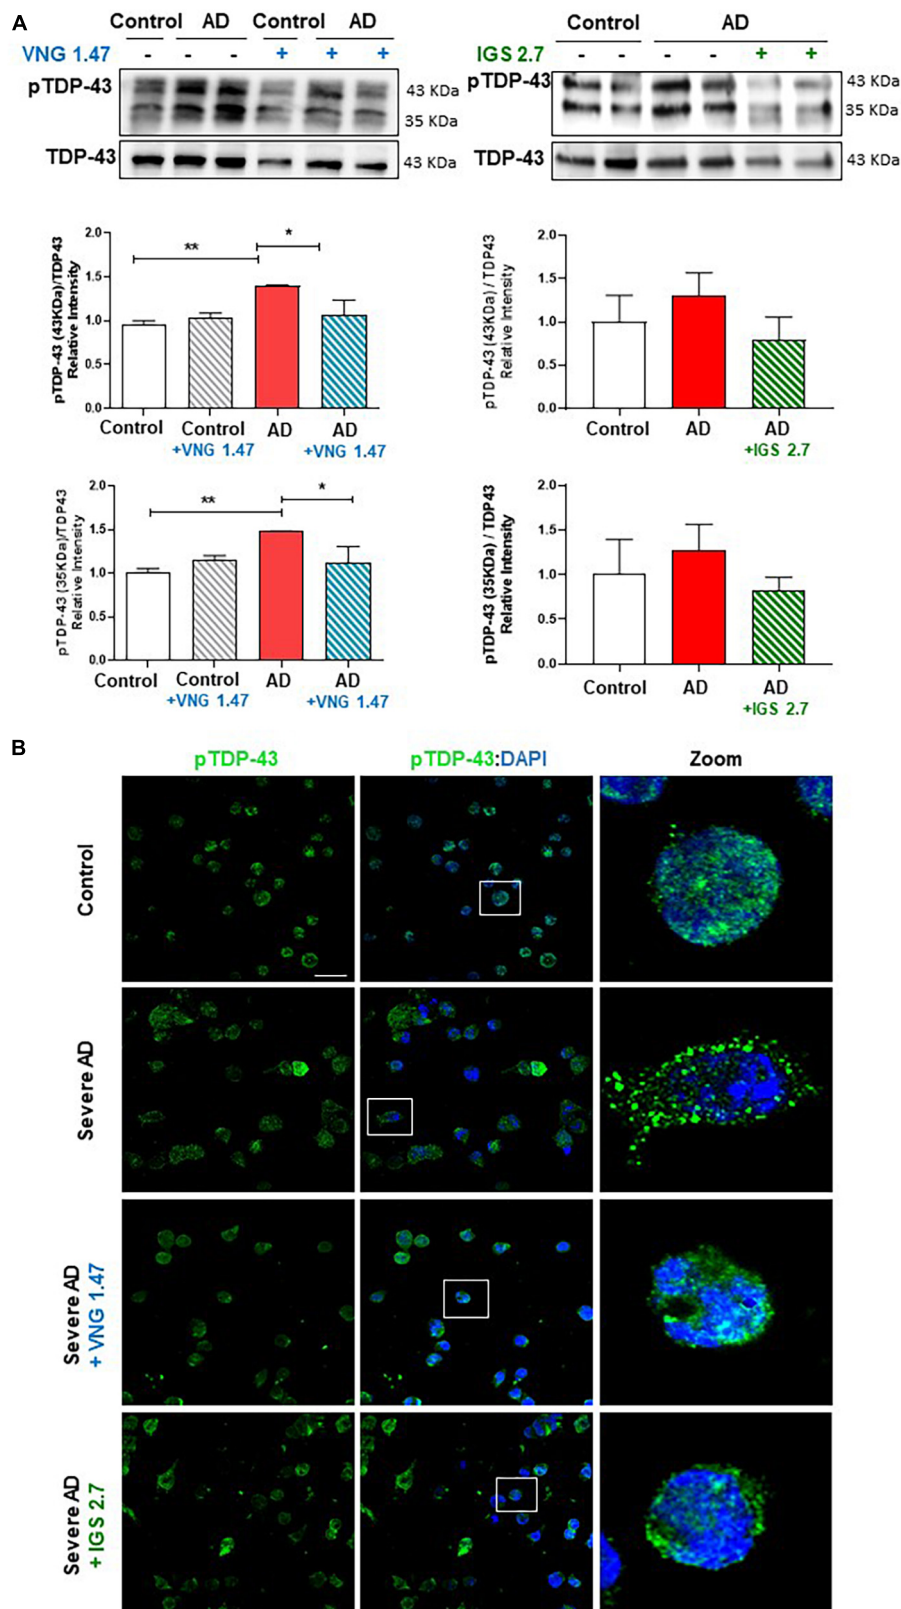 A
Control AD Control AD
VNG 1.47 - - - + + +
pTDP-43
43 KDa
35 KDa
TDP-43
43 KDa
Control AD
IGS 2.7 - - - - + +
pTDP-43
43 KDa
35 KDa
TDP-43
43 KDa
pTDP-43 (43KDa)/TDP43
Relative Intensity
2.0
1.5
1.0
0.5
0.0
** *
Control Control AD AD
+VNG 1.47 +VNG 1.47
pTDP-43 (43KDa) / TDP43
Relative Intensity
2.0
1.5
1.0
0.5
0.0
Control AD AD
+IGS 2.7
pTDP-43 (35KDa)/TDP43
Relative Intensity
2.0
1.5
1.0
0.5
0.0
** *
Control Control AD AD
+VNG 1.47 +VNG 1.47
pTDP-43 (35KDa) / TDP43
Relative Intensity
2.0
1.5
1.0
0.5
0.0
Control AD AD
+IGS 2.7
B
pTDP-43 pTDP-43:DAPI Zoom
Control
Severe AD
Severe AD
+ VNG 1.47
Severe AD
+ IGS 2.7